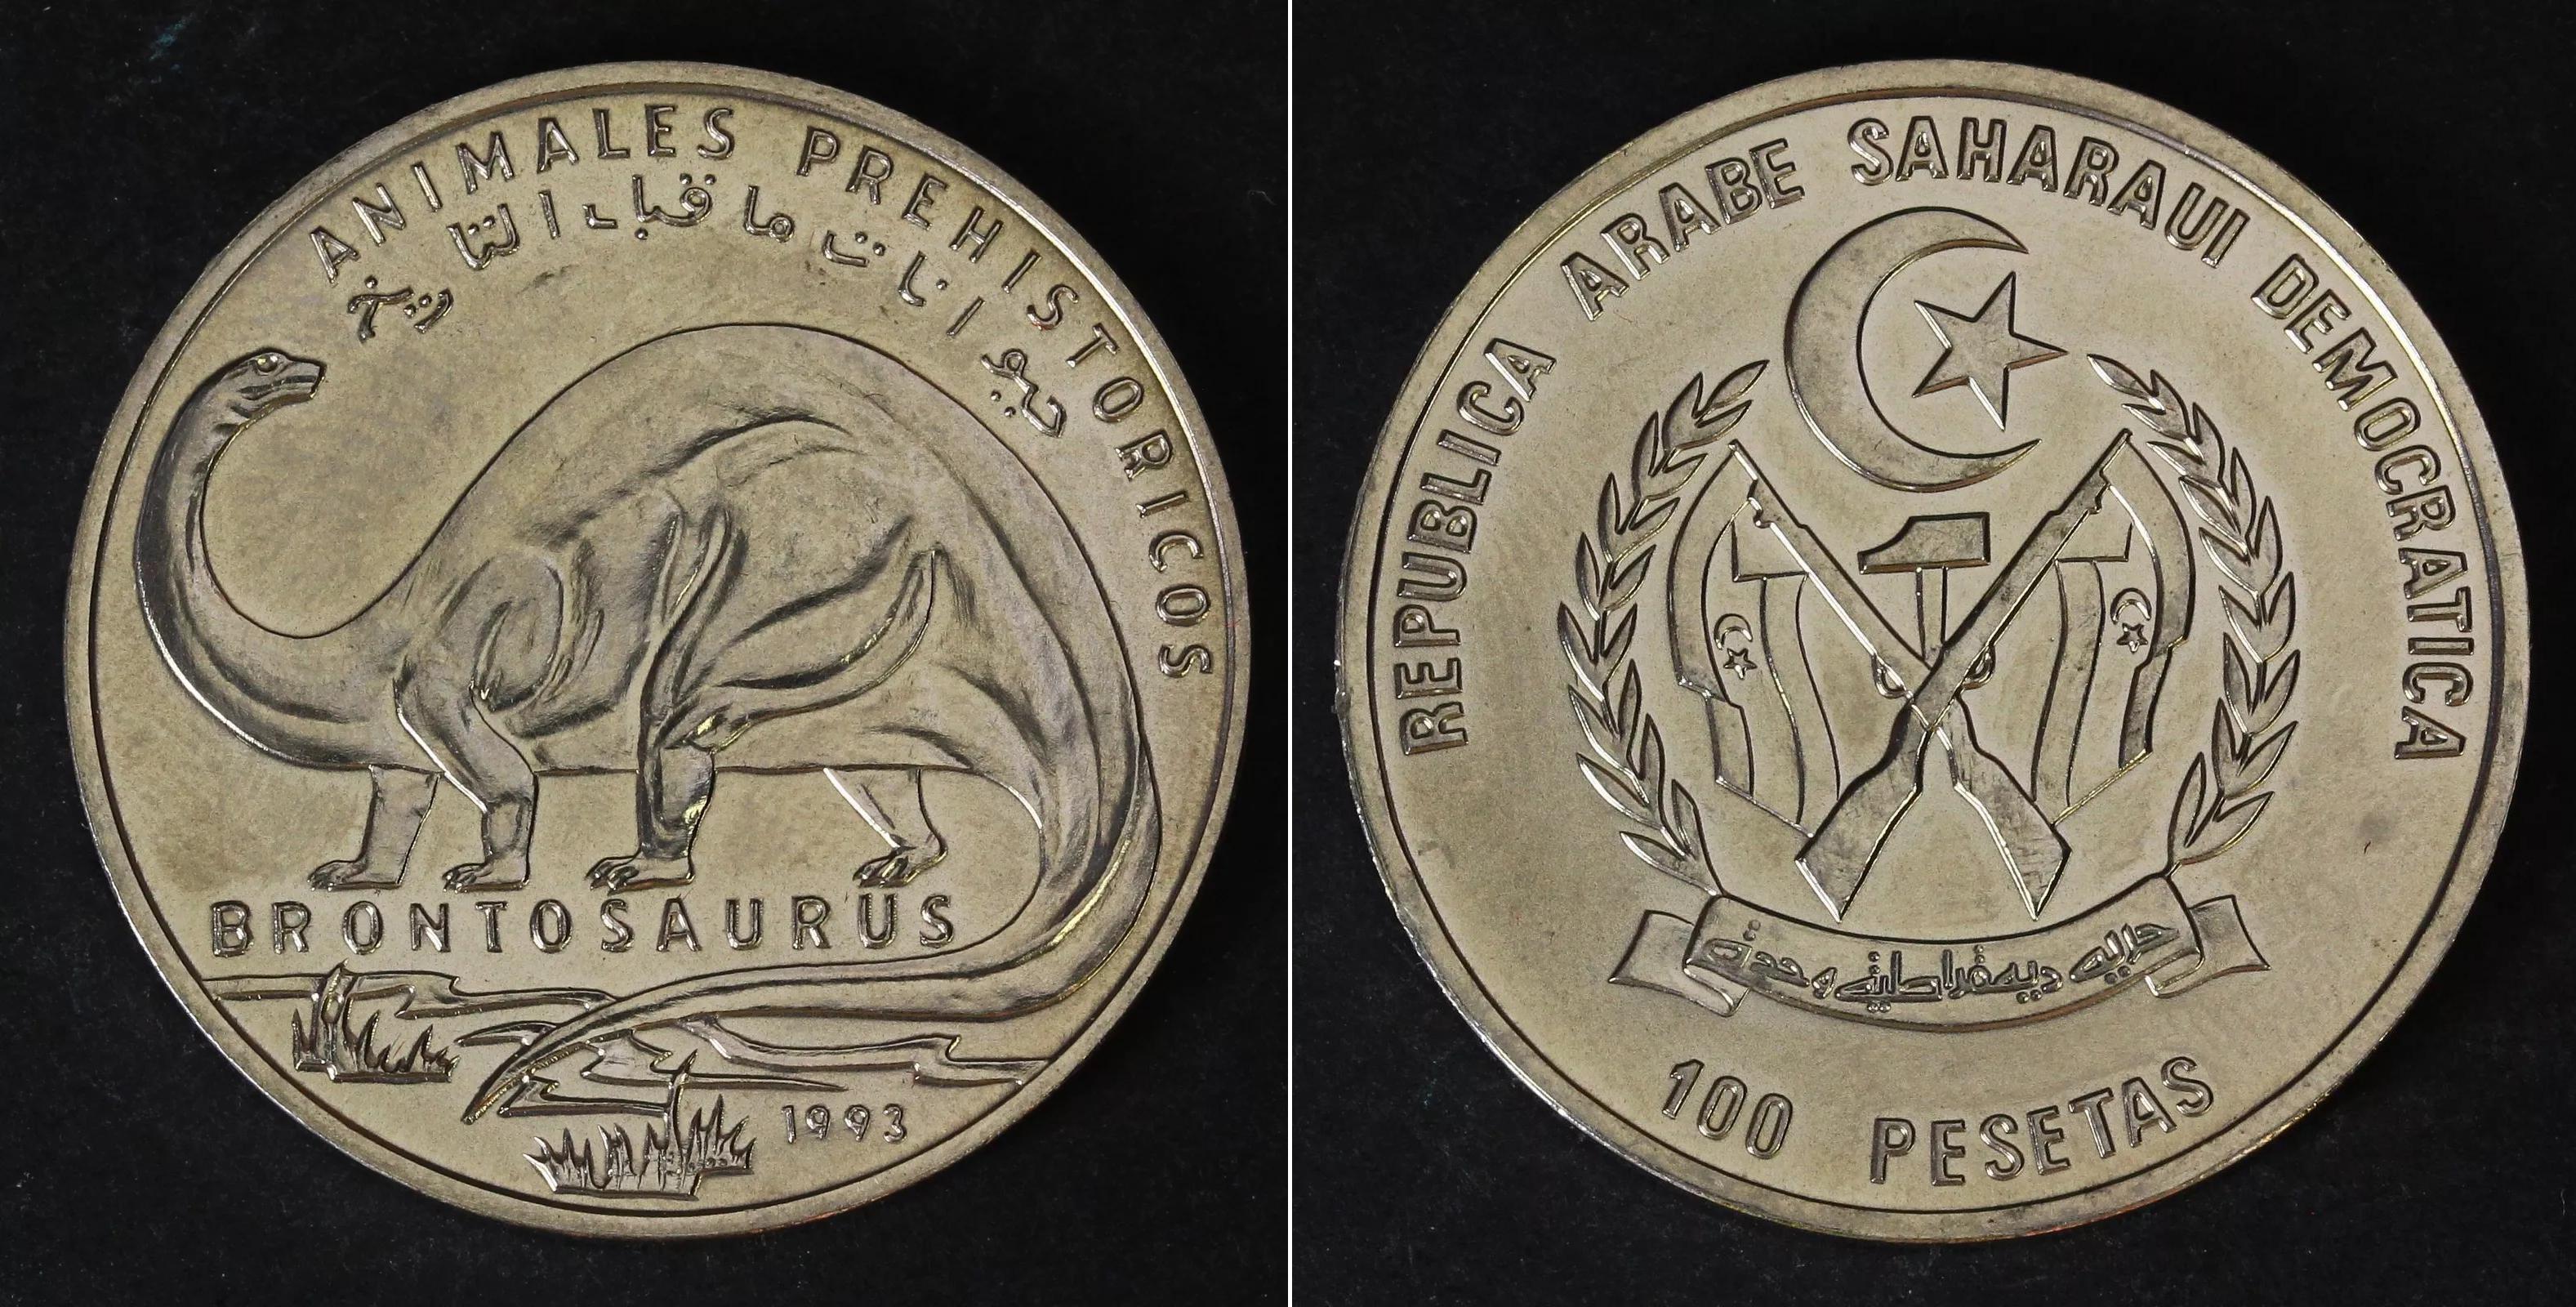 ANIMALES PREHISTORICOS
حيوانات ما قبل التاريخ
BRONTOSAURUS
1993
REPUBLICA ARABE SAHARAUI DEMOCRATICA
حرية ديمقراطية وحدة
100 PESETAS